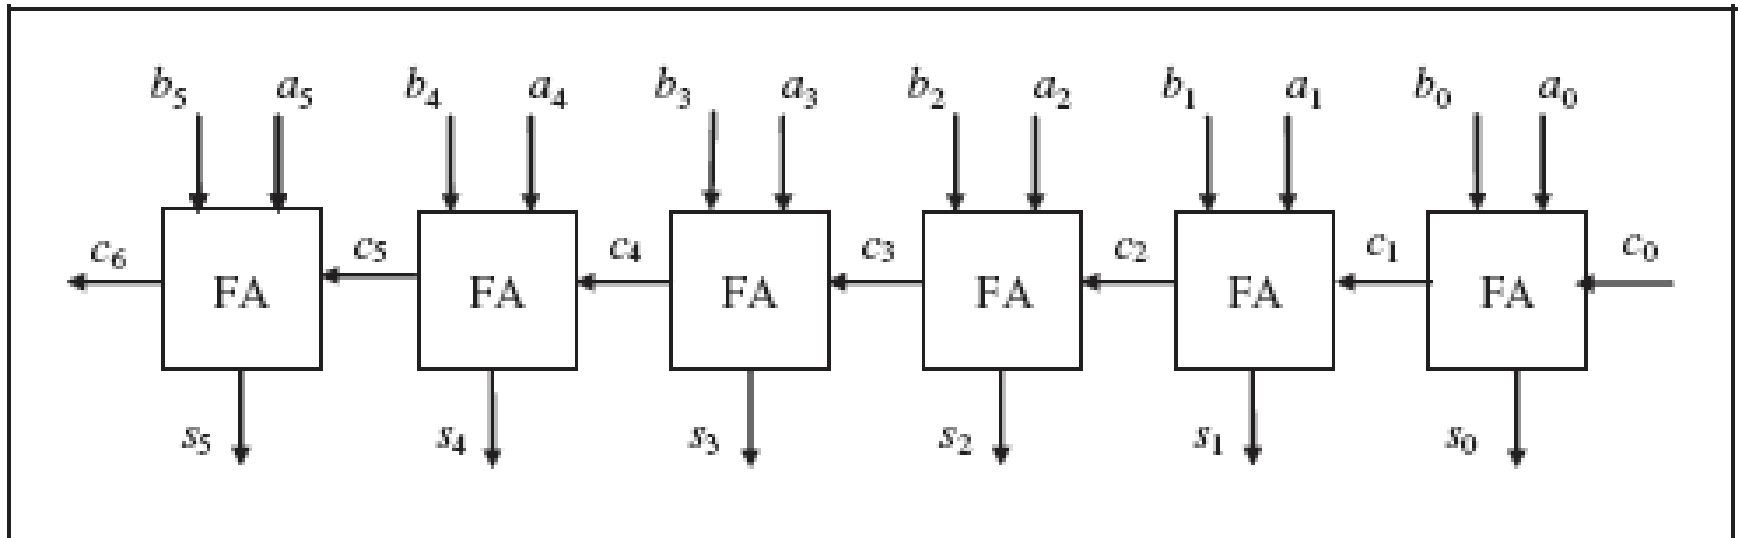 b₅ a₅ b₄ a₄ b₃ a₃ b₂ a₂ b₁ a₁ b₀ a₀
c₆ c₅ c₄ c₃ c₂ c₁ c₀
FA FA FA FA FA FA
s₅ s₄ s₃ s₂ s₁ s₀